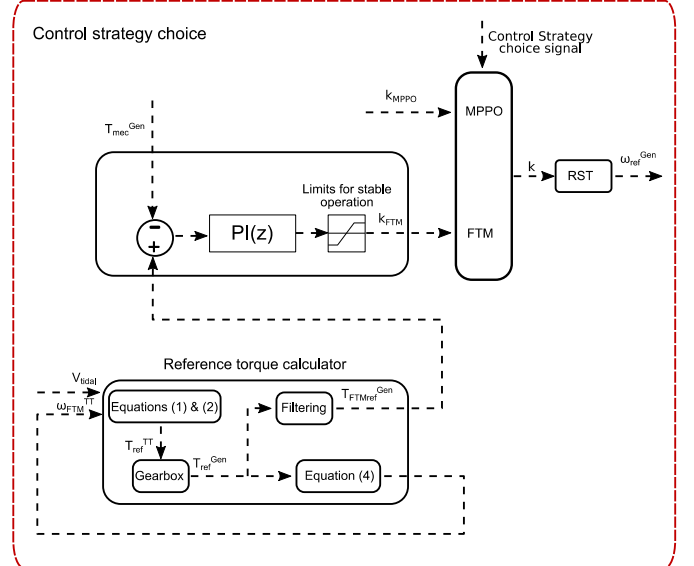 Control strategy choice
Control Strategy
choice signal
k_MPPO
MPPO
T_mec^Gen
k
RST
ω_ref^Gen
Limits for stable
operation
k_FTM
FTM
-
+
PI(z)
Reference torque calculator
V_tidal
ω_FTM^TT
Equations (1) & (2)
Filtering
T_FTMref^Gen
T_ref^TT
T_ref^Gen
Gearbox
Equation (4)